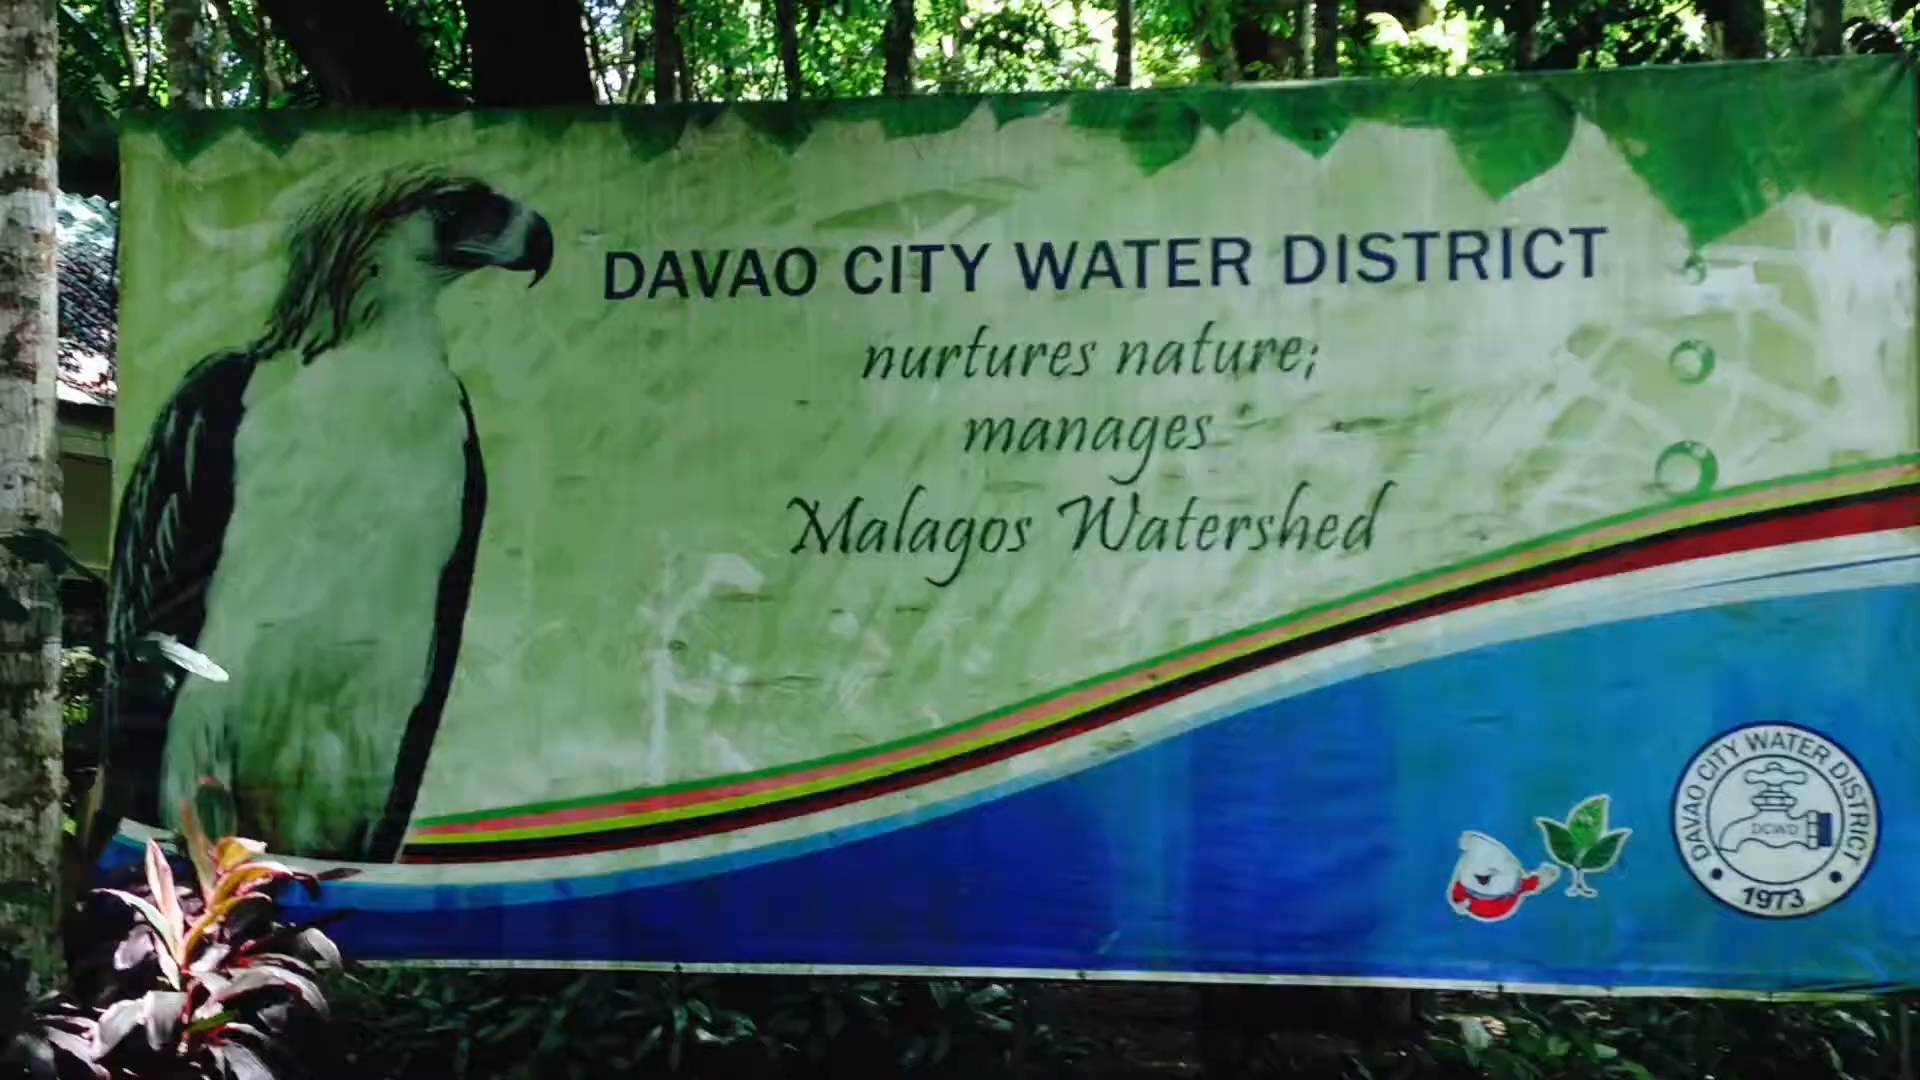 DAVAO CITY WATER DISTRICT
nurtures nature;
manages
Malagos Watershed
DAVAO CITY WATER DISTRICT
DCWD
1973